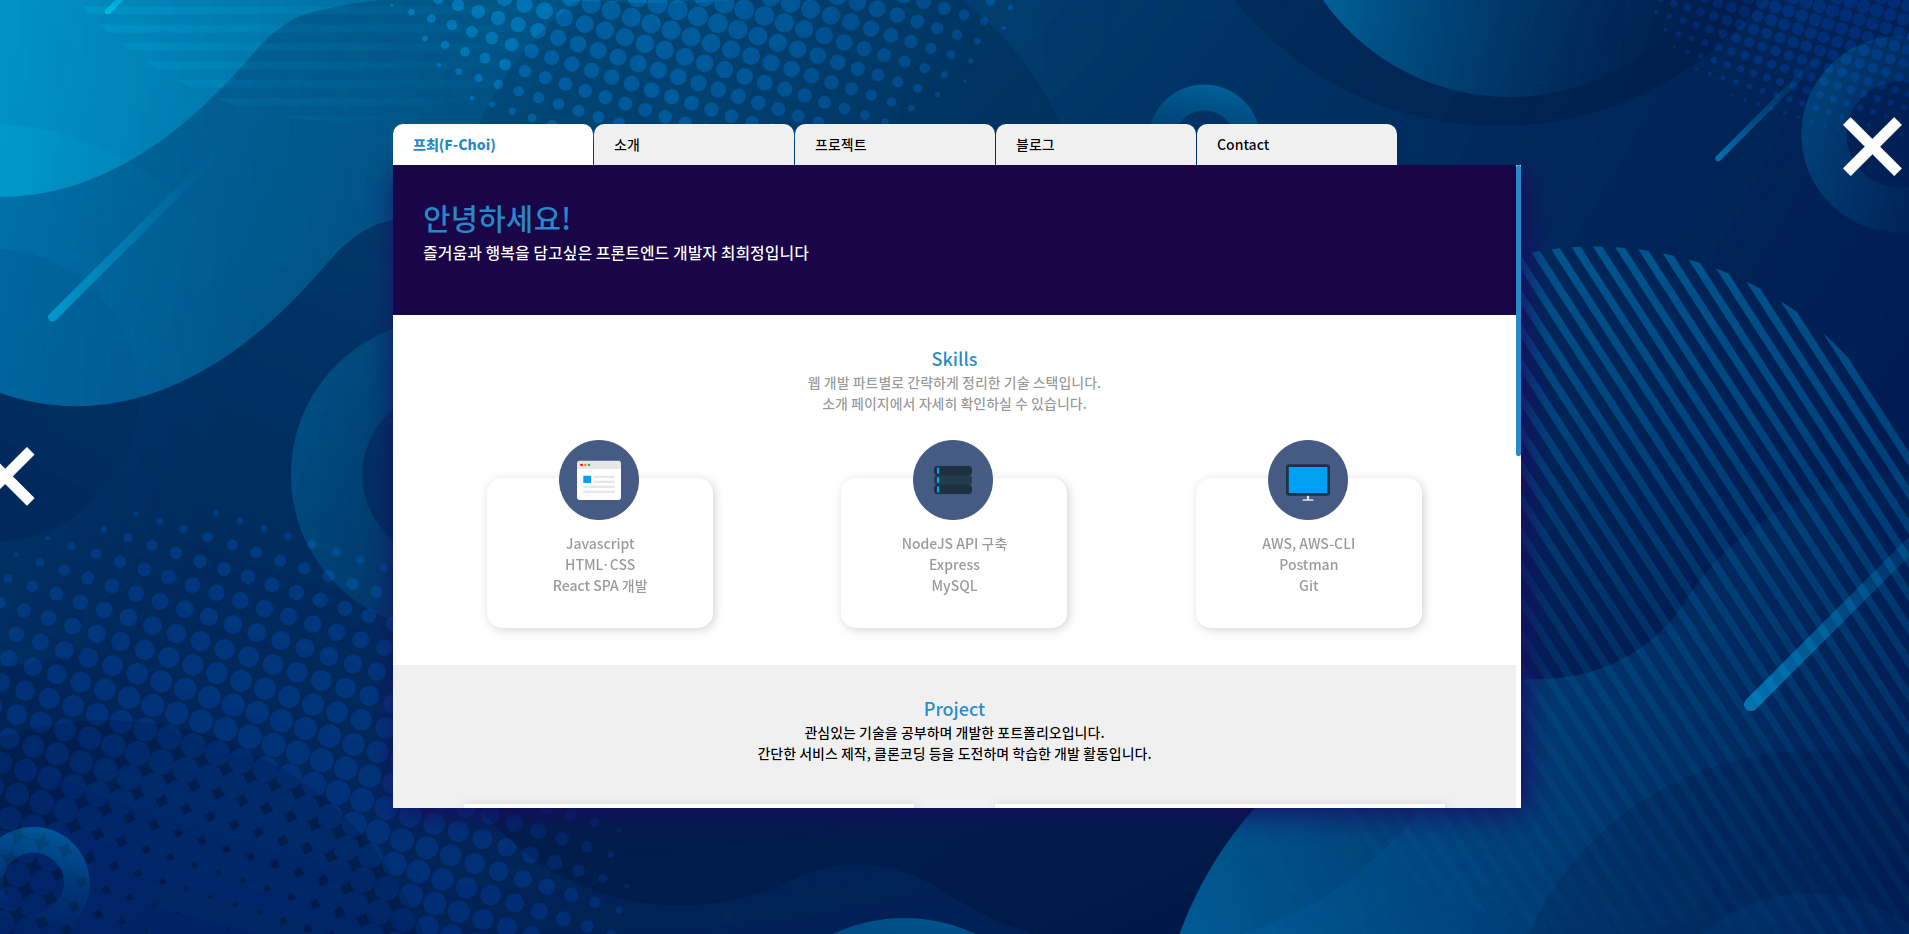 프최(F-Choi)
소개
프로젝트
블로그
Contact
안녕하세요!
즐거움과 행복을 담고싶은 프론트엔드 개발자 최희정입니다
Skills
웹 개발 파트별로 간략하게 정리한 기술 스택입니다.
소개 페이지에서 자세히 확인하실 수 있습니다.
Javascript
HTML·CSS
React SPA 개발
NodeJS API 구축
Express
MySQL
AWS, AWS-CLI
Postman
Git
Project
관심있는 기술을 공부하며 개발한 포트폴리오입니다.
간단한 서비스 제작, 클론코딩 등을 도전하며 학습한 개발 활동입니다.